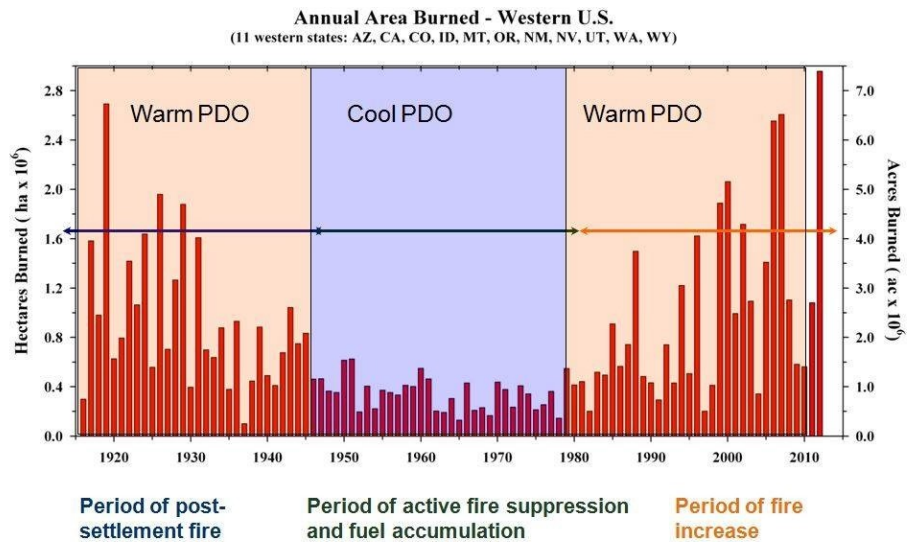 Annual Area Burned - Western U.S.
(11 western states: AZ, CA, CO, ID, MT, OR, NM, NV, UT, WA, WY)
Warm PDO
Cool PDO
Warm PDO
Hectares Burned ( ha x 10⁶)
2.8
2.4
2.0
1.6
1.2
0.8
0.4
0.0
7.0
6.0
5.0
4.0
3.0
2.0
1.0
0.0
Acres Burned ( ac x 10⁶)
1920 1930 1940 1950 1960 1970 1980 1990 2000 2010
Period of post-
settlement fire
Period of active fire suppression
and fuel accumulation
Period of fire
increase